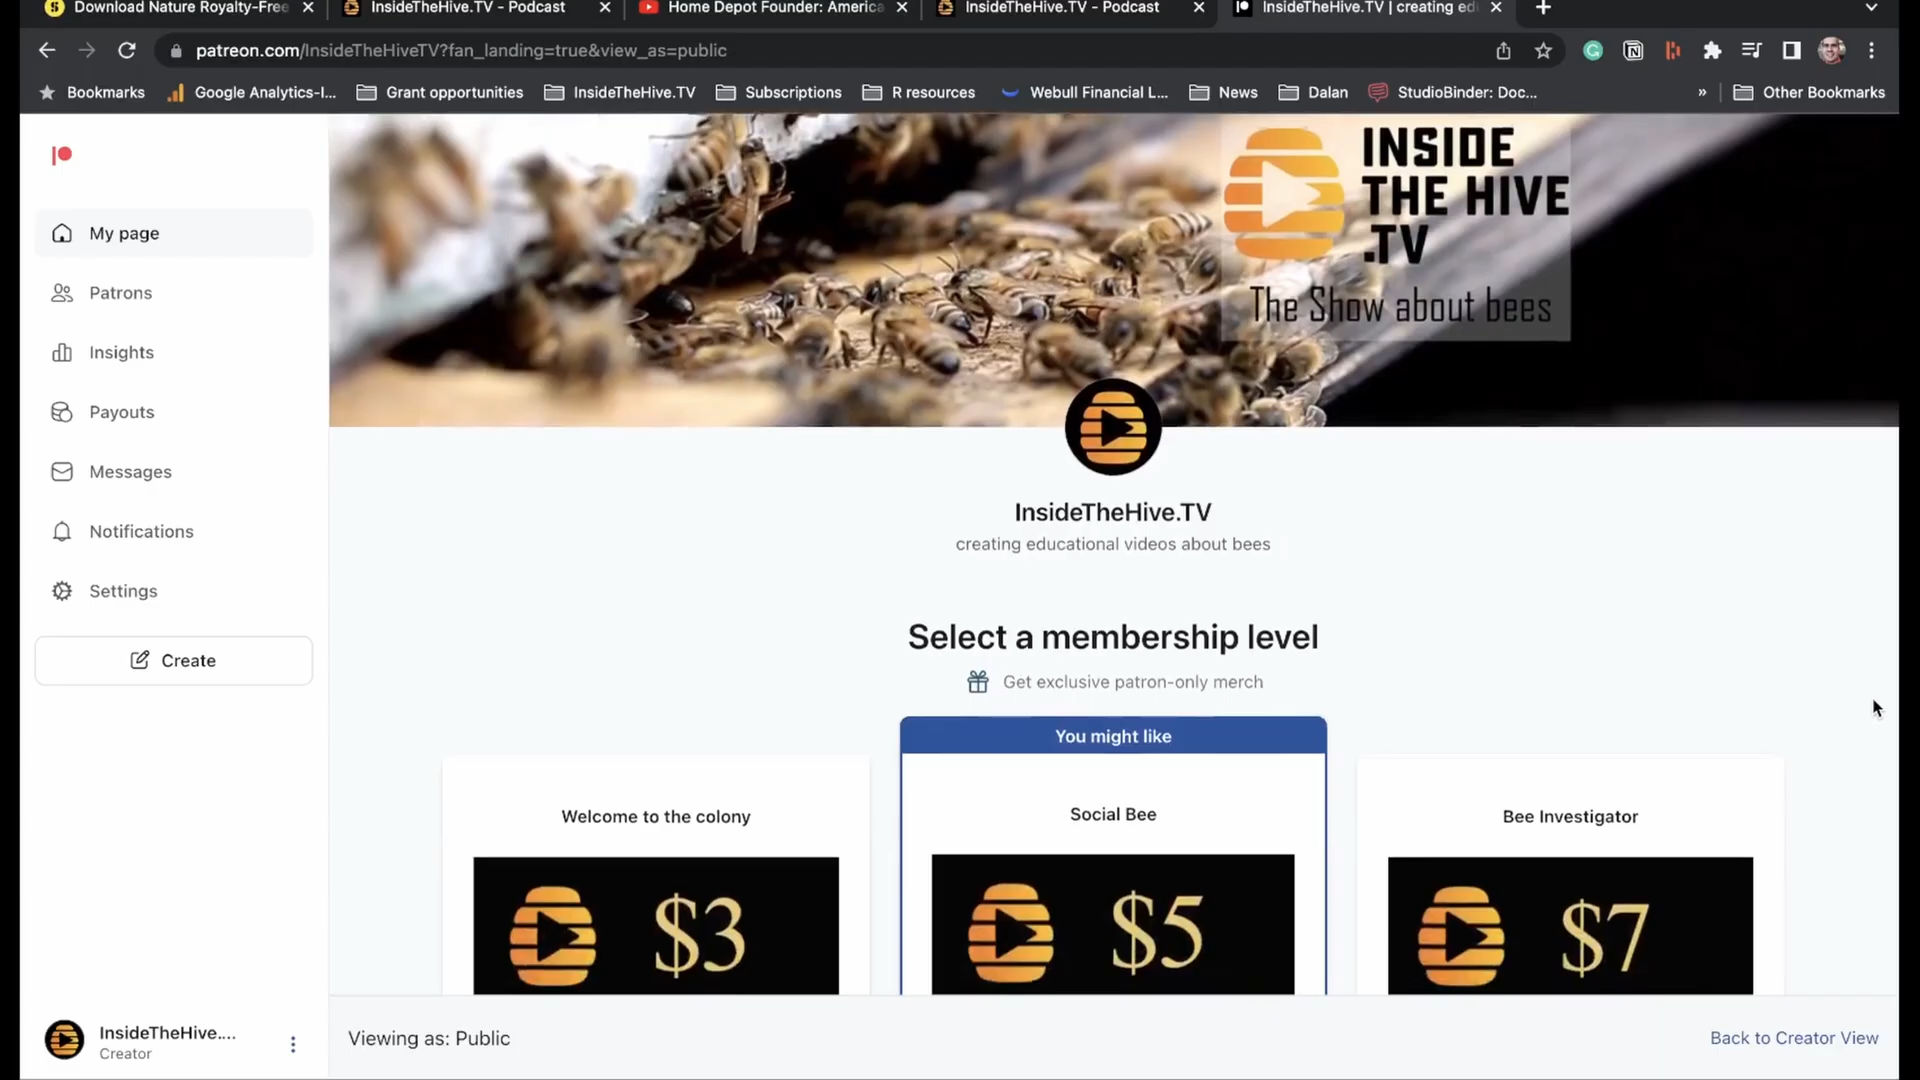 Download Nature Royalty-Free
InsideTheHive.TV - Podcast
Home Depot Founder: America
InsideTheHive.TV - Podcast
InsideTheHive.TV | creating ed
patreon.com/InsideTheHiveTV?fan_landing=true&view_as=public
Bookmarks
Google Analytics-I...
Grant opportunities
InsideTheHive.TV
Subscriptions
R resources
Webull Financial L...
News
Dalan
StudioBinder: Doc...
»
Other Bookmarks
My page
Patrons
Insights
Payouts
Messages
Notifications
Settings
Create
InsideTheHive....
Creator
INSIDE
THE HIVE
.TV
The Show about bees
InsideTheHive.TV
creating educational videos about bees
Select a membership level
Get exclusive patron-only merch
You might like
Welcome to the colony
Social Bee
Bee Investigator
$3
$5
$7
Viewing as: Public
Back to Creator View